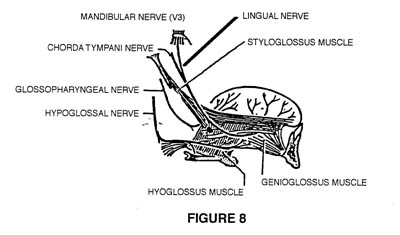 MANDIBULAR NERVE (V3)
LINGUAL NERVE
CHORDA TYMPANI NERVE
STYLOGLOSSUS MUSCLE
GLOSSOPHARYNGEAL NERVE
HYPOGLOSSAL NERVE
GENIOGLOSSUS MUSCLE
HYOGLOSSUS MUSCLE
FIGURE 8